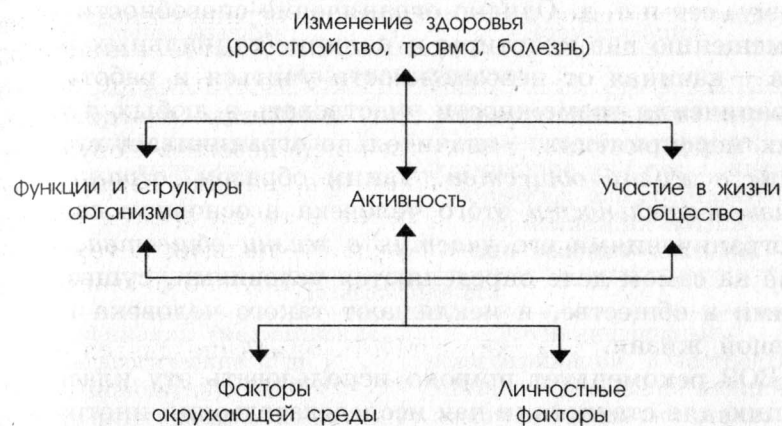 Изменение здоровья
(расстройство, травма, болезнь)
Функции и структуры
организма
Активность
Участие в жизни
общества
Факторы
окружающей среды
Личностные
факторы